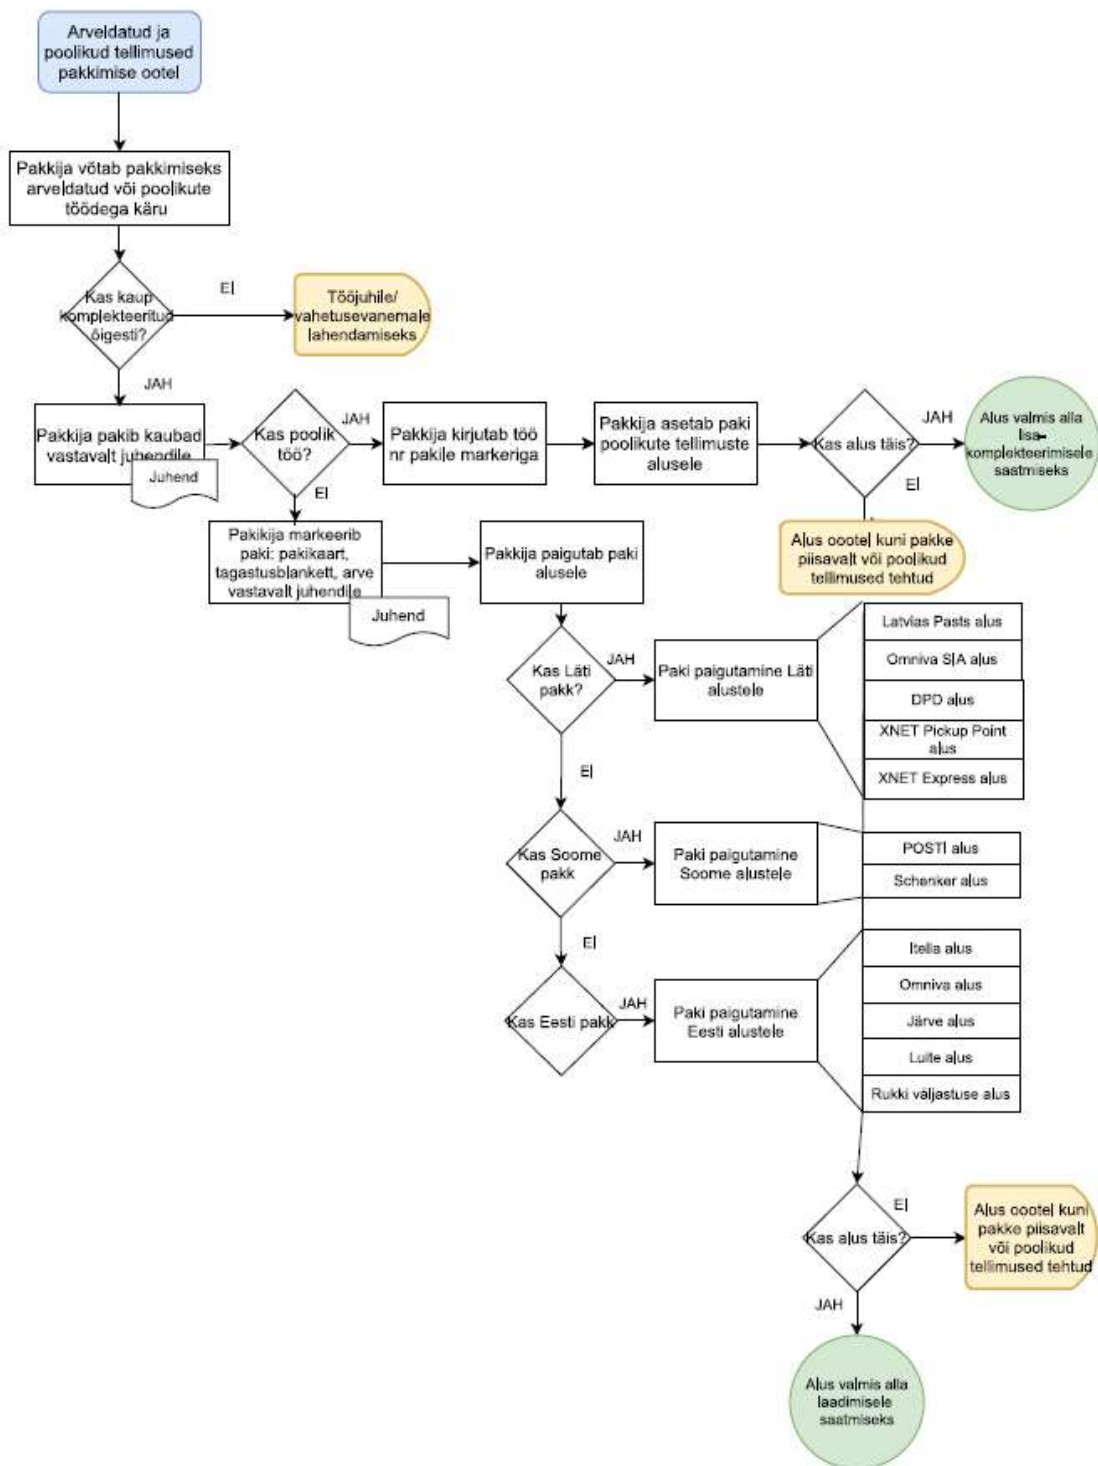 Arveldatud ja
poolikud tellimused
pakkimise ootel
Pakkija võtab pakkimiseks
arveldatud või poolikute
töödega käru
Kas kaup
komplekteeritud
õigesti?
EI
Tööjuhile/
vahetusevanemale
lahendamiseks
JAH
Pakkija pakib kaubad
vastavalt juhendile
Juhend
Kas poolik
töö?
JAH
Pakkija kirjutab töö
nr pakile markeriga
Pakkija asetab paki
poolikute tellimuste
alusele
Kas alus täis?
JAH
Alus valmis alla
lisa-
komplekteerimisele
saatmiseks
EI
Alus oootel kuni pakke
piisavalt või poolikud
tellimused tehtud
EI
Pakikija markeerib
paki: pakikaart,
tagastusblankett, arve
vastavalt juhendile
Juhend
Pakkija paigutab paki
alusele
Kas Läti
pakk?
JAH
Paki paigutamine Läti
alustele
Latvias Pasts alus
Omniva SIA alus
DPD alus
XNET Pickup Point
alus
XNET Express alus
EI
Kas Soome
pakk
JAH
Paki paigutamine
Soome alustele
POSTI alus
Schenker alus
EI
Kas Eesti pakk
JAH
Paki paigutamine
Eesti alustele
Itella alus
Omniva alus
Järve alus
Luite alus
Rukki väljastuse alus
Kas alus täis?
EI
Alus oootel kuni
pakke piisavalt
või poolikud
tellimused tehtud
JAH
Alus valmis alla
laadimisele
saatmiseks